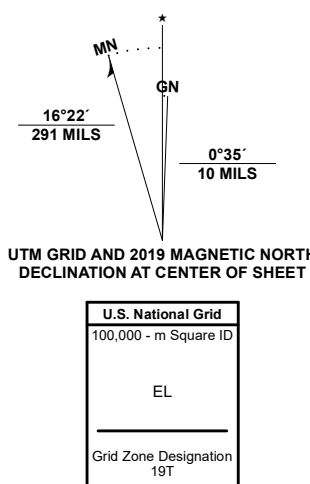 ★
MN
GN
16°22´
291 MILS
0°35´
10 MILS
UTM GRID AND 2019 MAGNETIC NORTH
DECLINATION AT CENTER OF SHEET
U.S. National Grid
100,000 - m Square ID
EL
Grid Zone Designation
19T